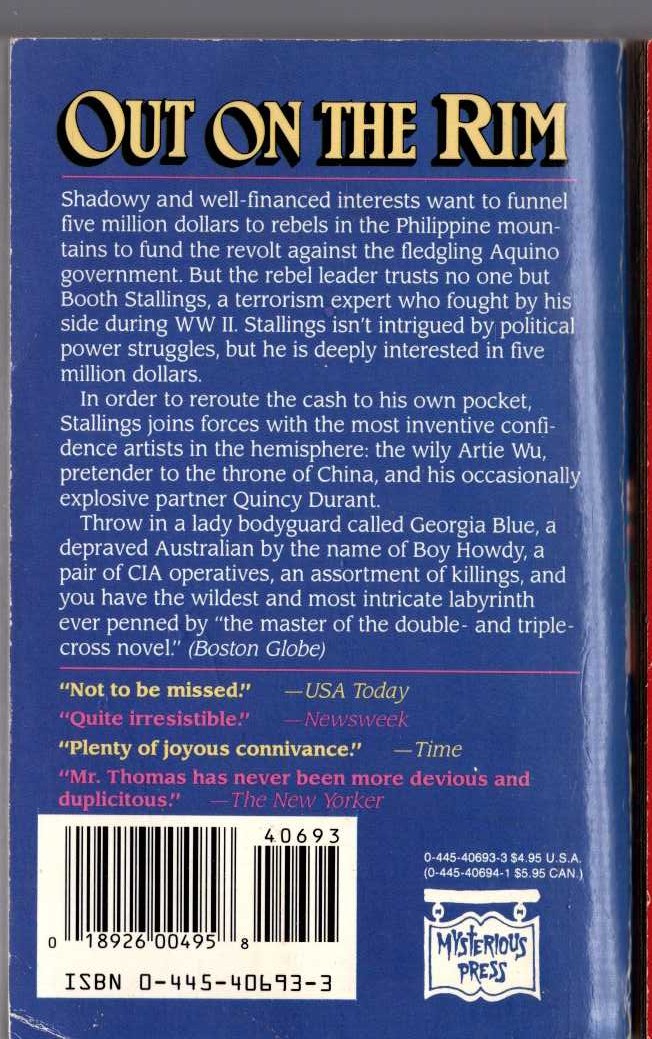 OUT ON THE RIM
Shadowy and well-financed interests want to funnel
five million dollars to rebels in the Philippine moun-
tains to fund the revolt against the fledgling Aquino
government. But the rebel leader trusts no one but
Booth Stallings, a terrorism expert who fought by his
side during WW II. Stallings isn't intrigued by political
power struggles, but he is deeply interested in five
million dollars.
In order to reroute the cash to his own pocket,
Stallings joins forces with the most inventive confi-
dence artists in the hemisphere: the wily Artie Wu,
pretender to the throne of China, and his occasionally
explosive partner Quincy Durant.
Throw in a lady bodyguard called Georgia Blue, a
depraved Australian by the name of Boy Howdy, a
pair of CIA operatives, an assortment of killings, and
you have the wildest and most intricate labyrinth
ever penned by "the master of the double- and triple-
cross novel." (Boston Globe)
"Not to be missed." —USA Today
"Quite irresistible." —Newsweek
"Plenty of joyous connivance." —Time
"Mr. Thomas has never been more devious and
duplicitous." —The New Yorker
40693
0 18926 00495 8
ISBN 0-445-40693-3
0-445-40693-3 $4.95 U.S.A.
(0-445-40694-1 $5.95 CAN.)
MYSTERIOUS
PRESS